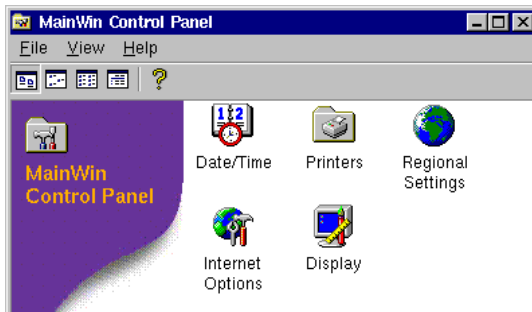 MainWin Control Panel
File View Help
MainWin
Control Panel
Date/Time
Printers
Regional
Settings
Internet
Options
Display